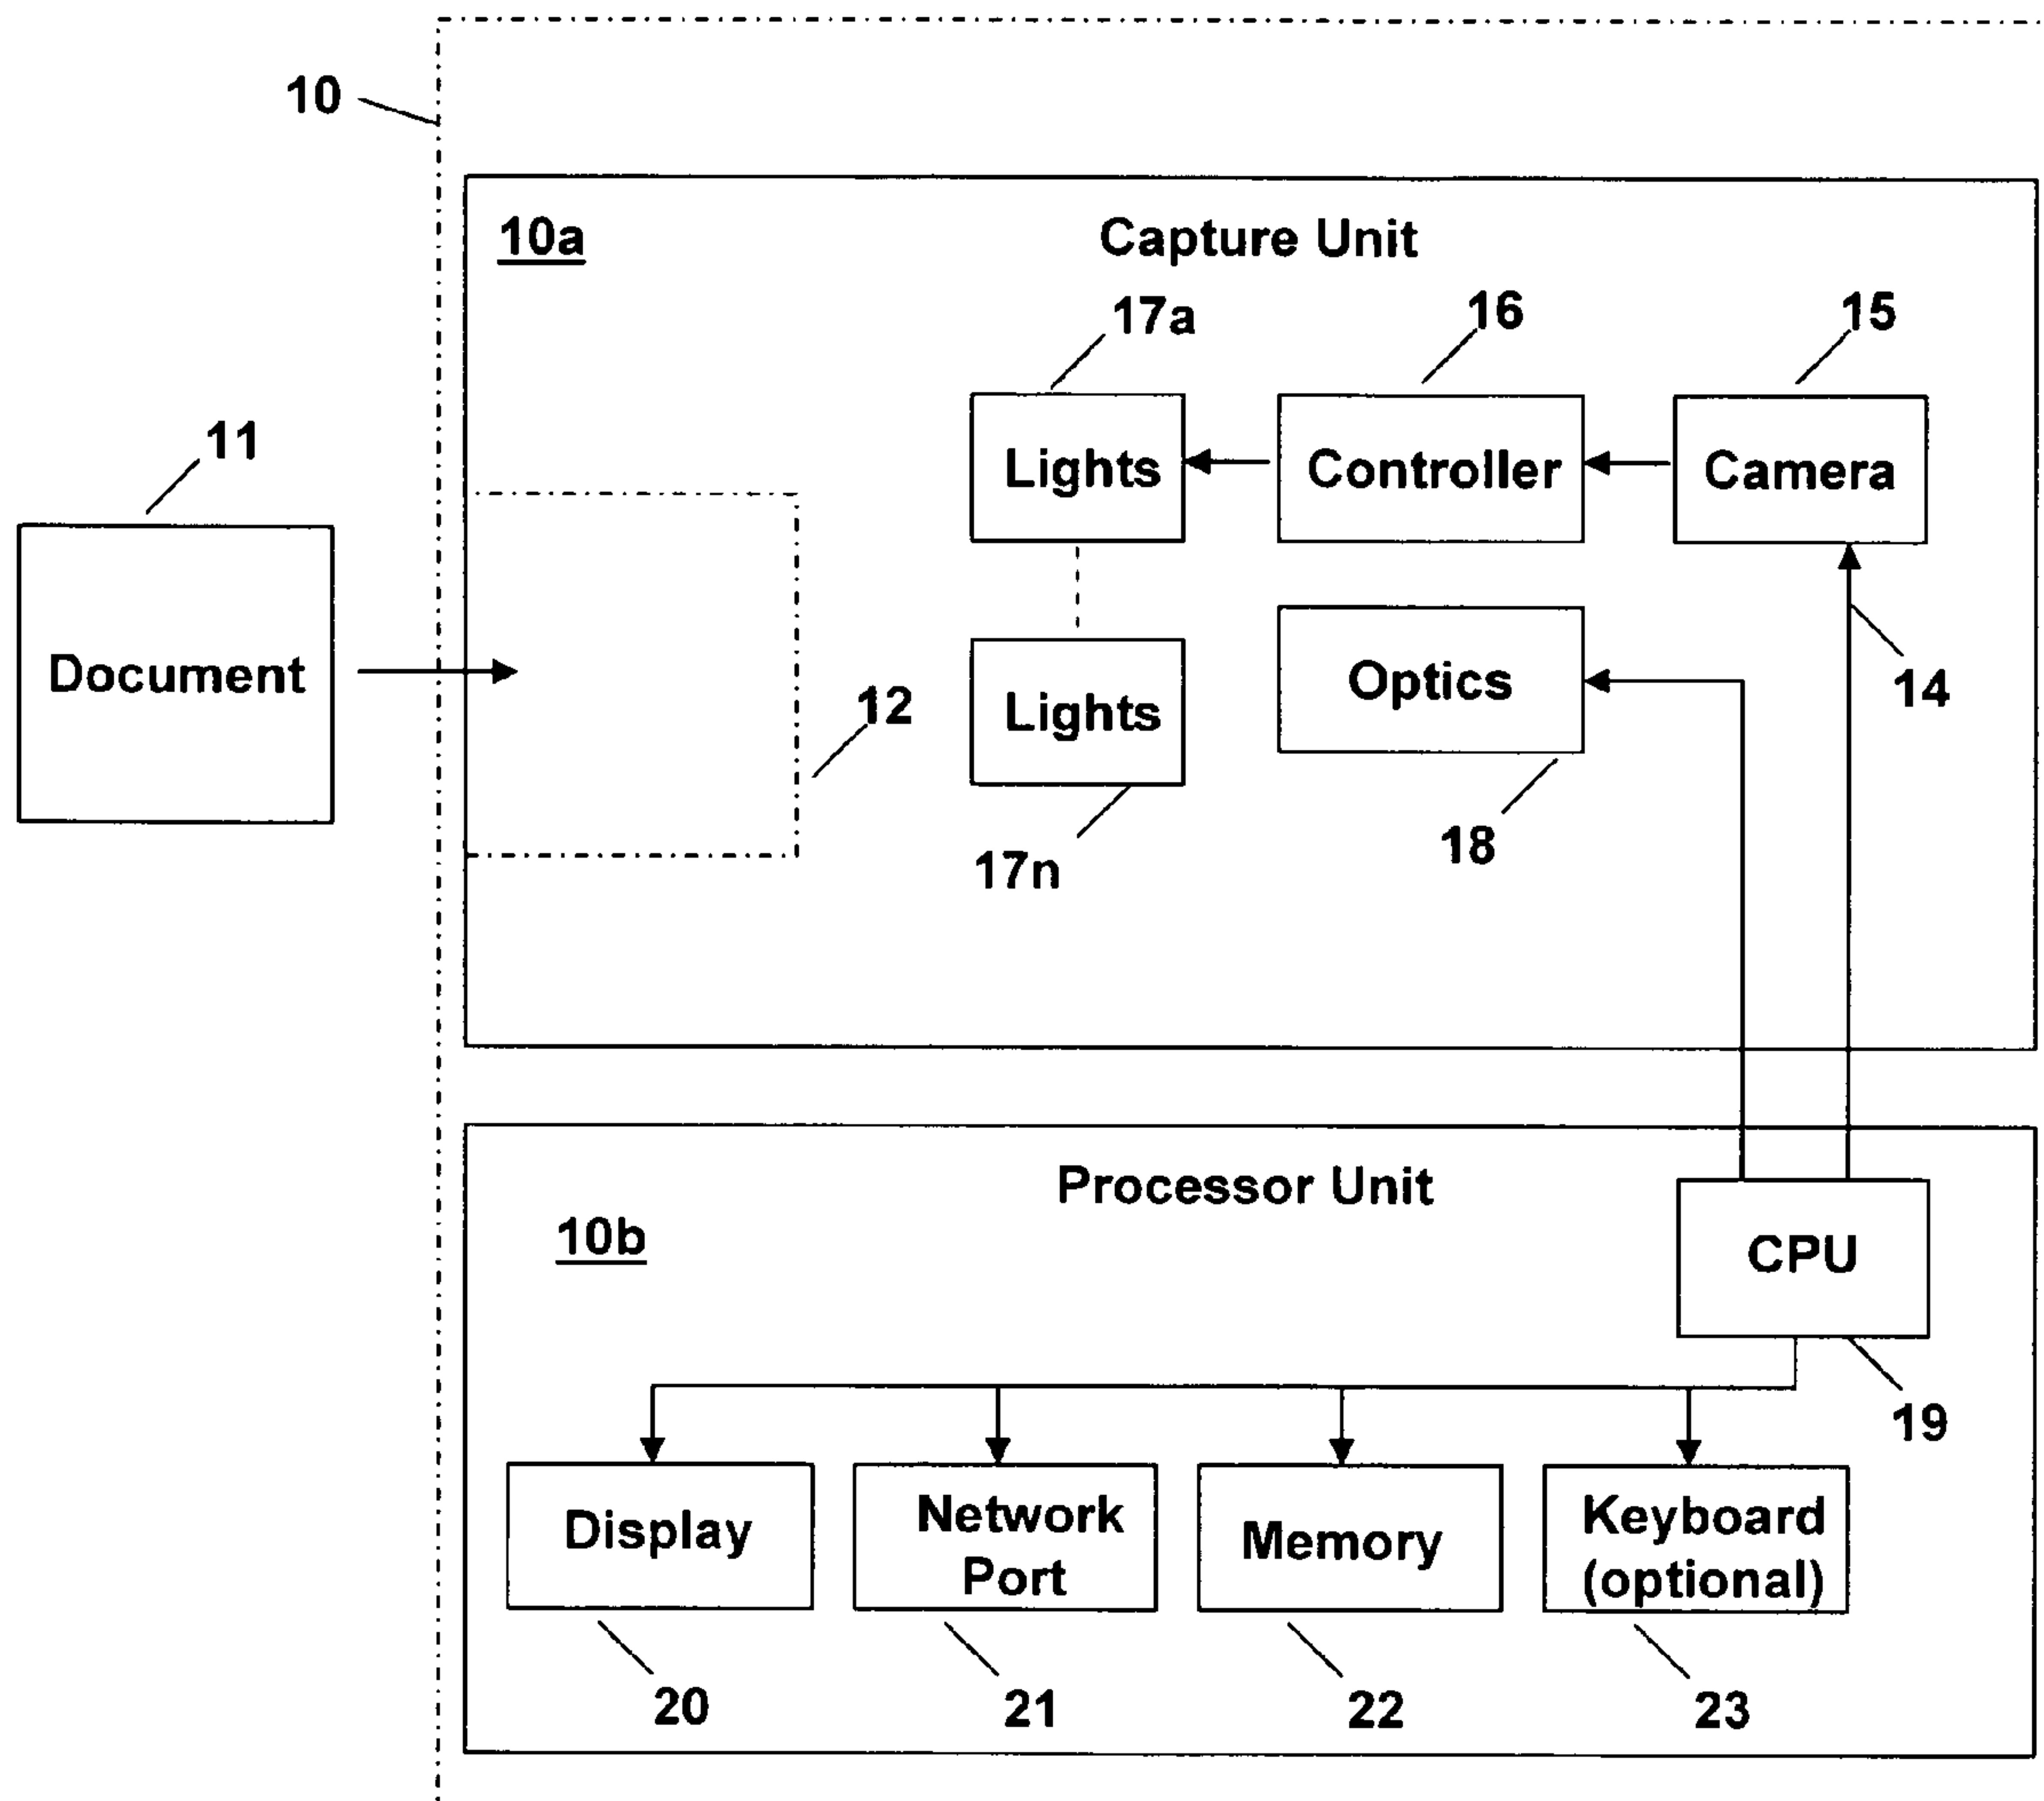 10
10a
Capture Unit
17a
16
15
11
Lights
Controller
Camera
Document
12
Lights
Optics
14
17n
18
Processor Unit
10b
CPU
19
Display
Network
Port
Memory
Keyboard
(optional)
20
21
22
23